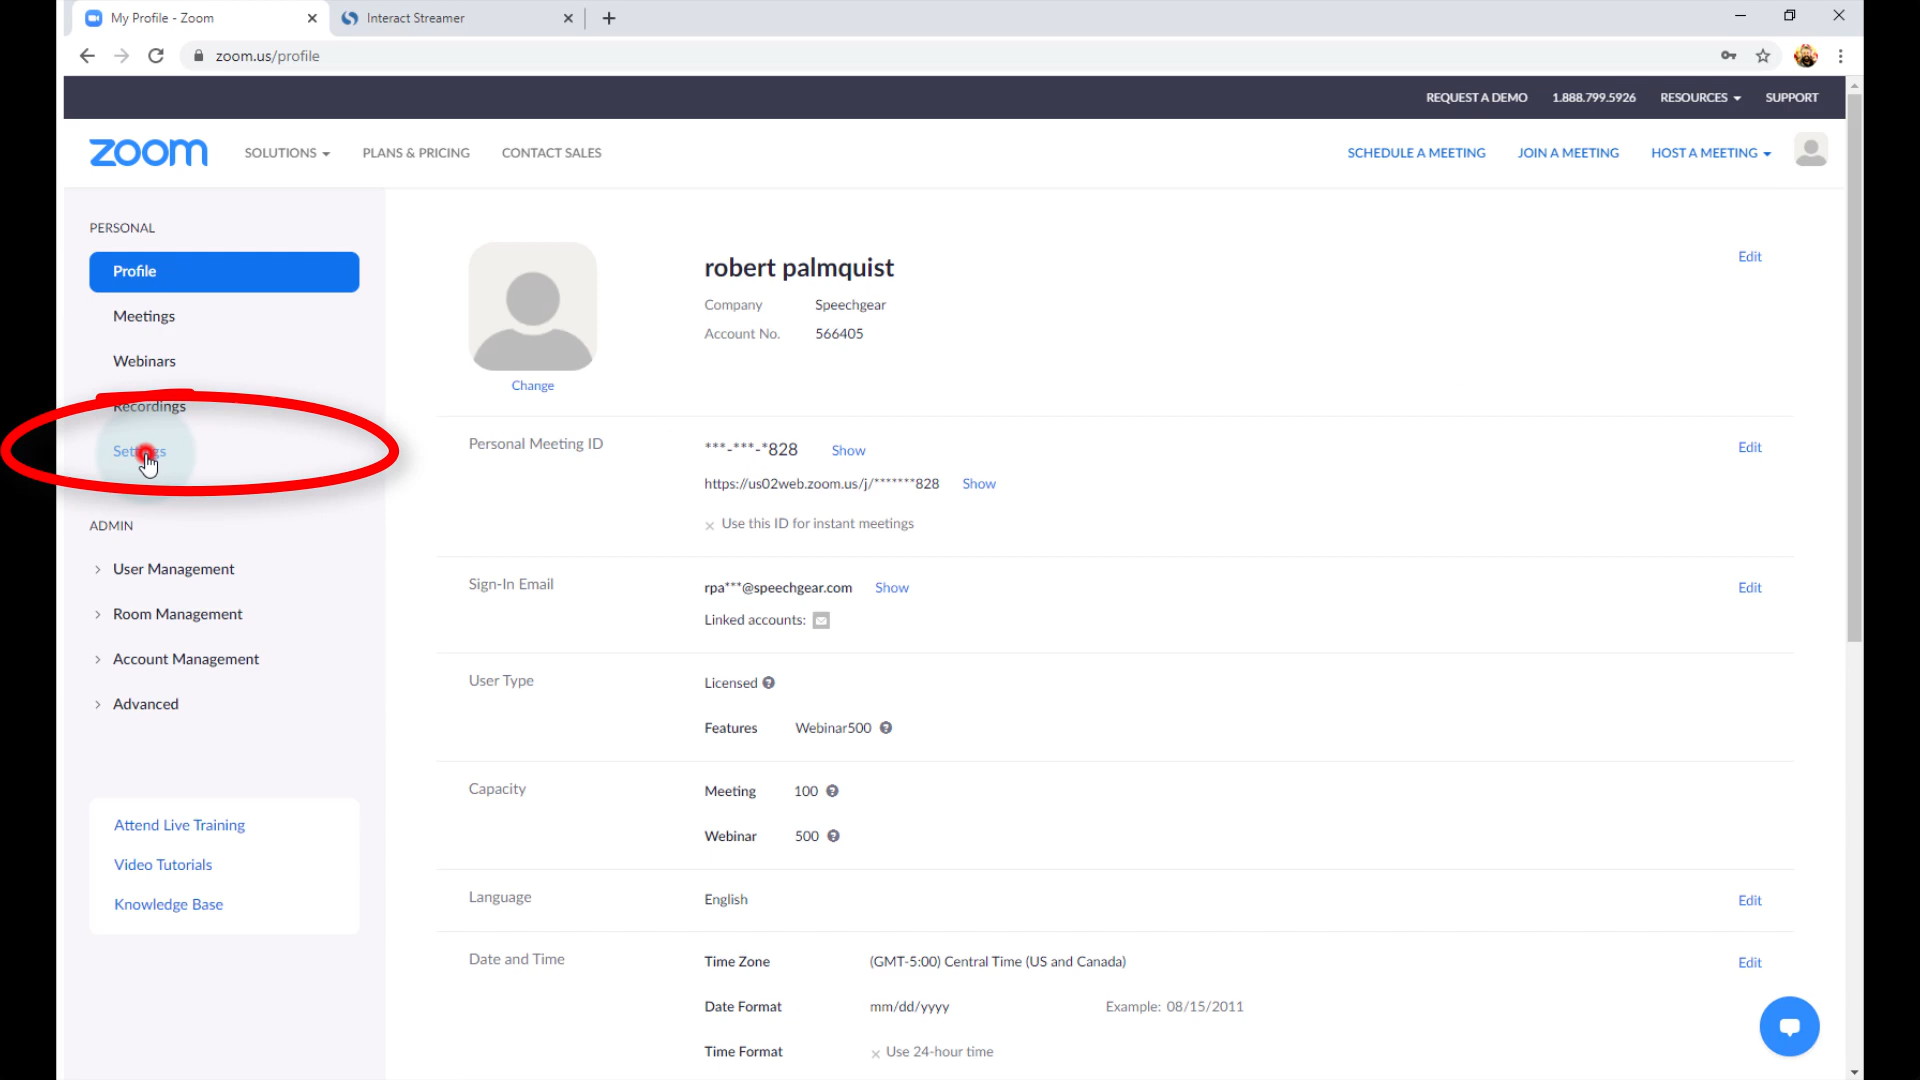 My Profile - Zoom
Interact Streamer
zoom.us/profile
REQUEST A DEMO 1.888.799.5926 RESOURCES SUPPORT
zoom SOLUTIONS PLANS & PRICING CONTACT SALES SCHEDULE A MEETING JOIN A MEETING HOST A MEETING
PERSONAL
Profile
Meetings
Webinars
Recordings
Settings
ADMIN
User Management
Room Management
Account Management
Advanced
Attend Live Training
Video Tutorials
Knowledge Base
Change
robert palmquist Edit
Company Speechgear
Account No. 566405
Personal Meeting ID ***-***-*828 Show Edit
https://us02web.zoom.us/j/*******828 Show
Use this ID for instant meetings
Sign-In Email rpa***@speechgear.com Show Edit
Linked accounts:
User Type Licensed
Features Webinar500
Capacity Meeting 100
Webinar 500
Language English Edit
Date and Time Time Zone (GMT-5:00) Central Time (US and Canada) Edit
Date Format mm/dd/yyyy Example: 08/15/2011
Time Format Use 24-hour time